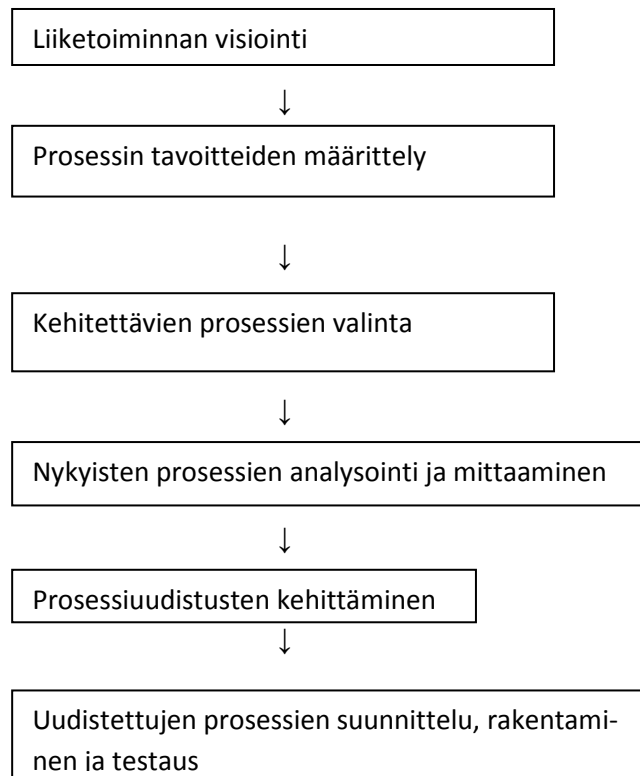 Liiketoiminnan visiointi
↓
Prosessin tavoitteiden määrittely
↓
Kehitettävien prosessien valinta
↓
Nykyisten prosessien analysointi ja mittaaminen
↓
Prosessiuudistusten kehittäminen
↓
Uudistettujen prosessien suunnittelu, rakentami-
nen ja testaus